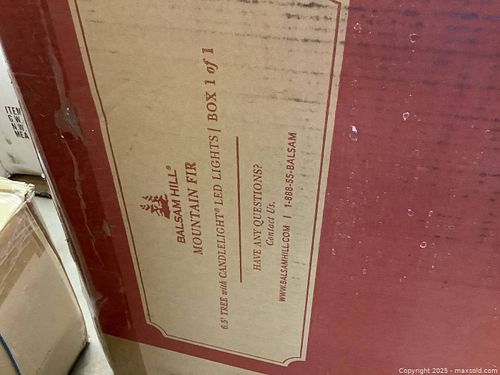 BALSAM HILL®
MOUNTAIN FIR
6.5' TREE with CANDLELIGHT® LED LIGHTS | BOX 1 of 1
HAVE ANY QUESTIONS?
Contact Us.
WWW.BALSAMHILL.COM | 1-888-55-BALSAM
ITEM
Copyright © 2025 - maxsold.com